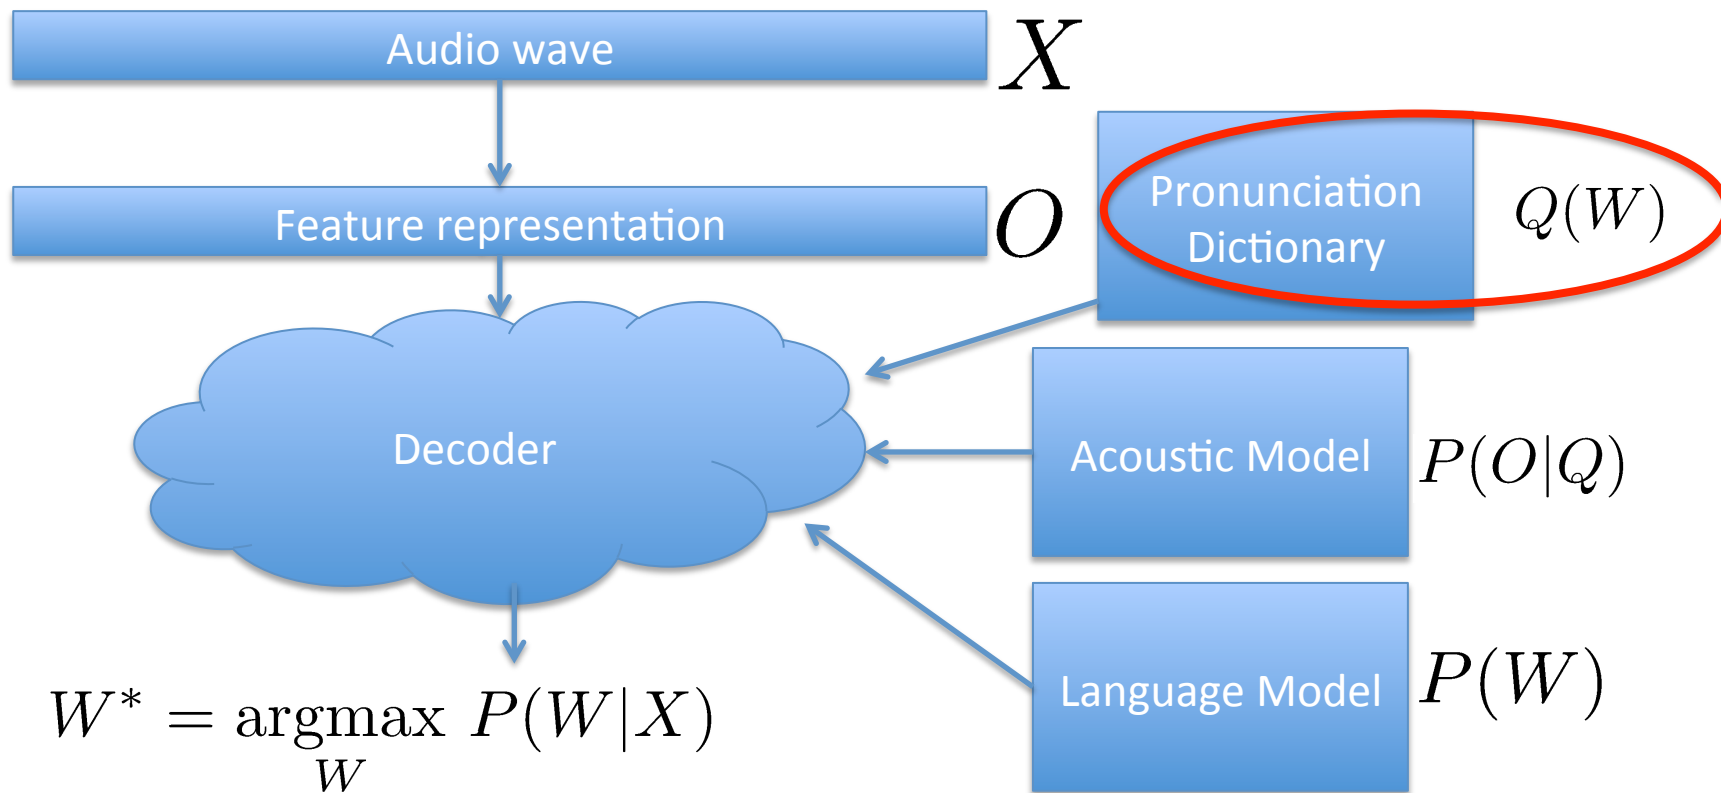 Audio wave
X
Feature representation
O
Pronunciation
Dictionary
Q(W)
Decoder
Acoustic Model
P(O|Q)
Language Model
P(W)
W* = argmax P(W|X)
W